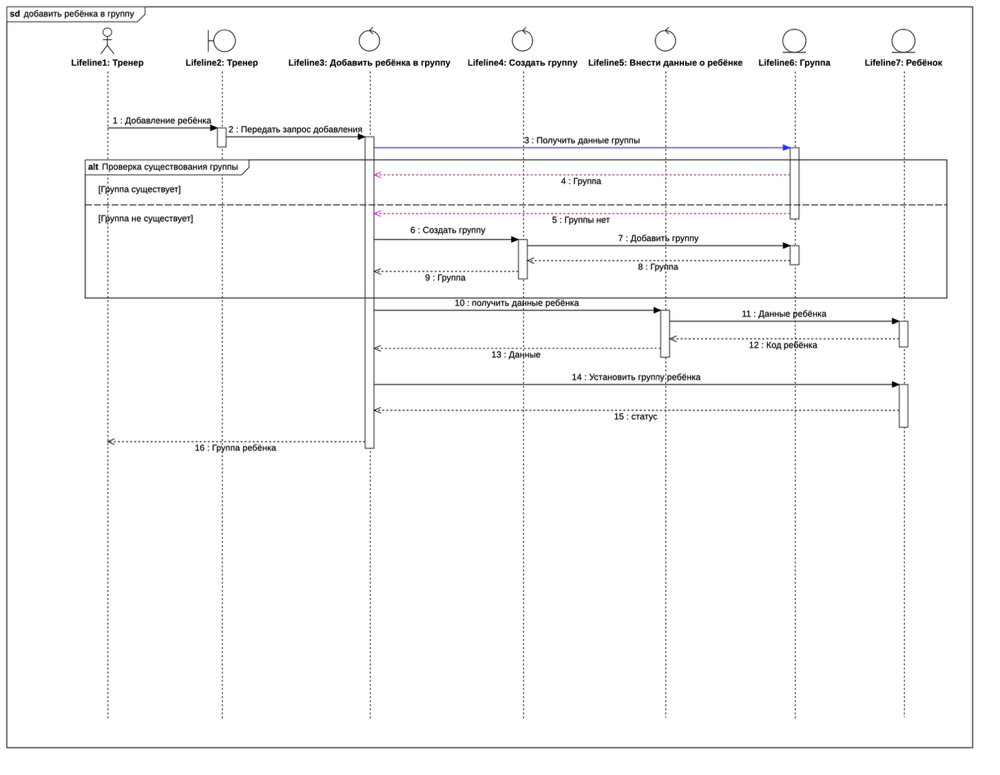 sd добавить ребёнка в группу
Lifeline1: Тренер
Lifeline2: Тренер
Lifeline3: Добавить ребёнка в группу
Lifeline4: Создать группу
Lifeline5: Внести данные о ребёнке
Lifeline6: Группа
Lifeline7: Ребёнок
1 : Добавление ребёнка
2 : Передать запрос добавления
3 : Получить данные группы
alt Проверка существования группы
4 : Группа
[Группа существует]
[Группа не существует]
5 : Группы нет
6 : Создать группу
7 : Добавить группу
8 : Группа
9 : Группа
10 : получить данные ребёнка
11 : Данные ребёнка
12 : Код ребёнка
13 : Данные
14 : Установить группу ребёнка
15 : статус
16 : Группа ребёнка